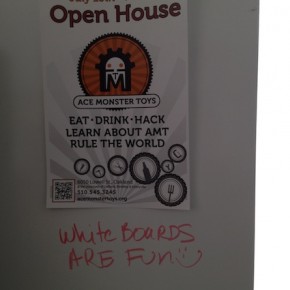 Open House
ACE MONSTER TOYS
EAT · DRINK · HACK
LEARN ABOUT AMT
RULE THE WORLD
White BOARDS
ARE FUN